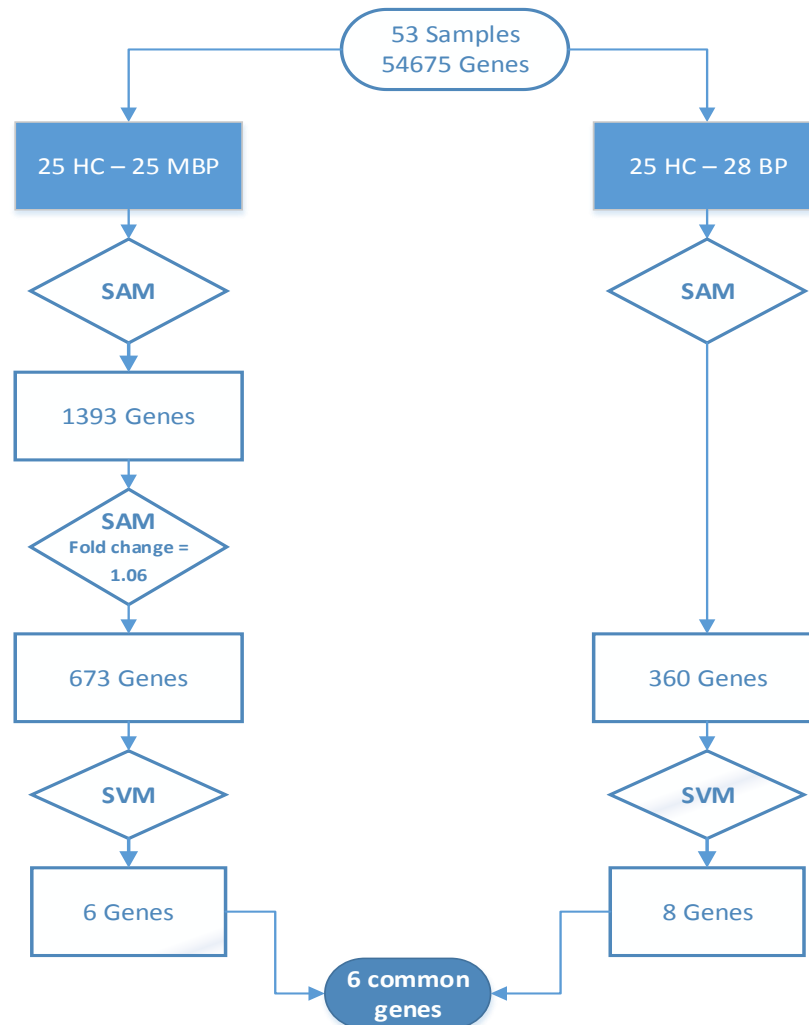 53 Samples
54675 Genes
25 HC – 25 MBP
25 HC – 28 BP
SAM
SAM
1393 Genes
SAM
Fold change =
1.06
673 Genes
360 Genes
SVM
SVM
6 Genes
8 Genes
6 common
genes